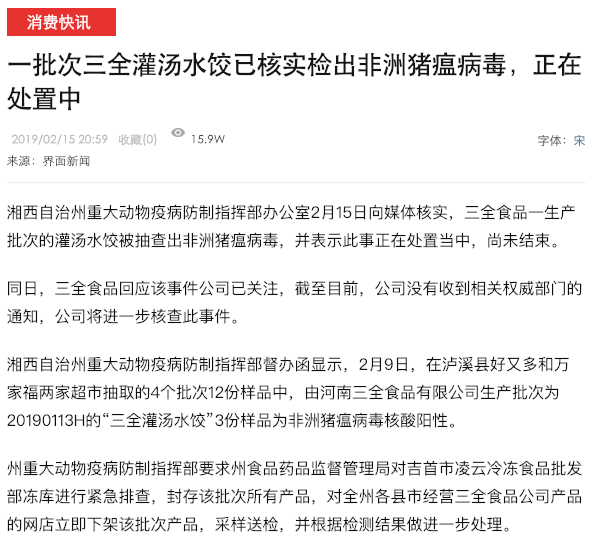 消费快讯
一批次三全灌汤水饺已核实检出非洲猪瘟病毒，正在
处置中
2019/02/15 20:59 收藏(0) 15.9W 字体：宋
来源：界面新闻
湘西自治州重大动物疫病防制指挥部办公室2月15日向媒体核实，三全食品一生产
批次的灌汤水饺被抽查出非洲猪瘟病毒，并表示此事正在处置当中，尚未结束。
同日，三全食品回应该事件公司已关注，截至目前，公司没有收到相关权威部门的
通知，公司将进一步核查此事件。
湘西自治州重大动物疫病防制指挥部督办函显示，2月9日，在泸溪县好又多和万
家福两家超市抽取的4个批次12份样品中，由河南三全食品有限公司生产批次为
20190113H的“三全灌汤水饺”3份样品为非洲猪瘟病毒核酸阳性。
州重大动物疫病防制指挥部要求州食品药品监督管理局对吉首市凌云冷冻食品批发
部冻库进行紧急排查，封存该批次所有产品，对全州各县市经营三全食品公司产品
的网店立即下架该批次产品，采样送检，并根据检测结果做进一步处理。